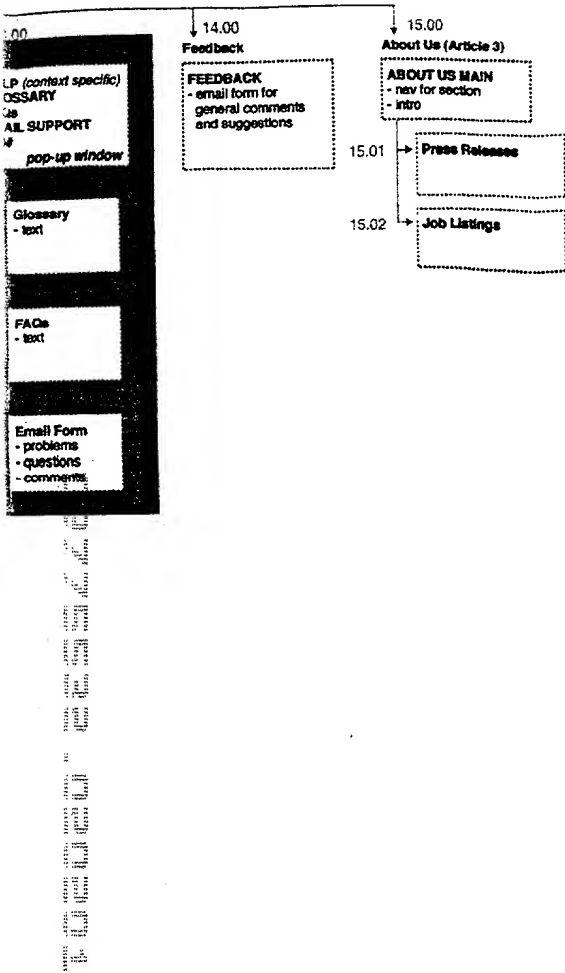 .00
LP (context specific)
OSSARY
AIL SUPPORT
pop-up window
Glossary
- text
FAQs
- text
Email Form
- problems
- questions
- comments
14.00
Feedback
FEEDBACK
- email form for
general comments
and suggestions
15.00
About Us (Article 3)
ABOUT US MAIN
- nav for section
- intro
15.01
Press Releases
15.02
Job Listings